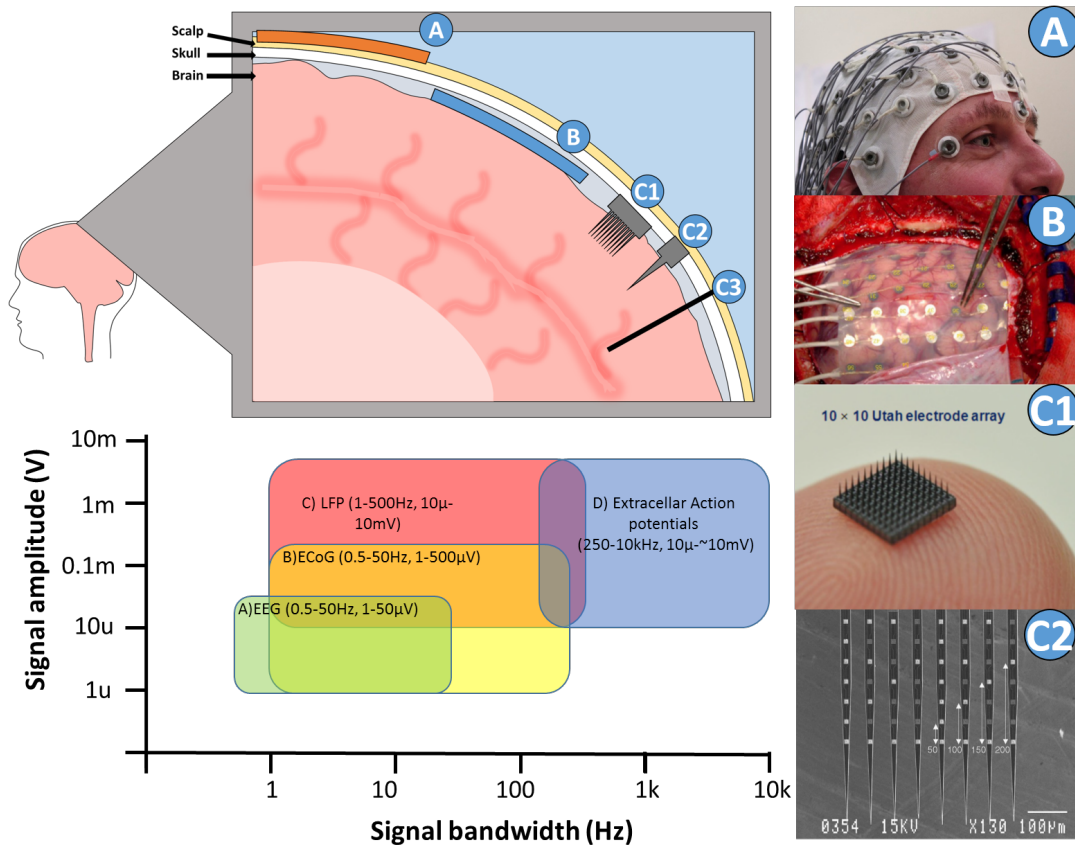 A
Scalp
Skull
Brain
B
C1
C2
C3
A
B
10 × 10 Utah electrode array
C1
C2
50
100
150
200
0354 15KV X130 100µm
Signal amplitude (V)
10m
1m
0.1m
10u
1u
C) LFP (1-500Hz, 10µ-
10mV)
D) Extracellar Action
potentials
(250-10kHz, 10µ-~10mV)
B)ECoG (0.5-50Hz, 1-500µV)
A)EEG (0.5-50Hz, 1-50µV)
1
10
100
1k
10k
Signal bandwidth (Hz)